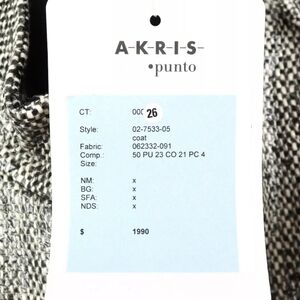 A-K-R-I-S-
•punto
CT: 26
Style: 02-7533-05
coat
Fabric: 062332-091
Comp.: 50 PU 23 CO 21 PC 4
Size:
NM: x
BG: x
SFA: x
NDS: x
$ 1990